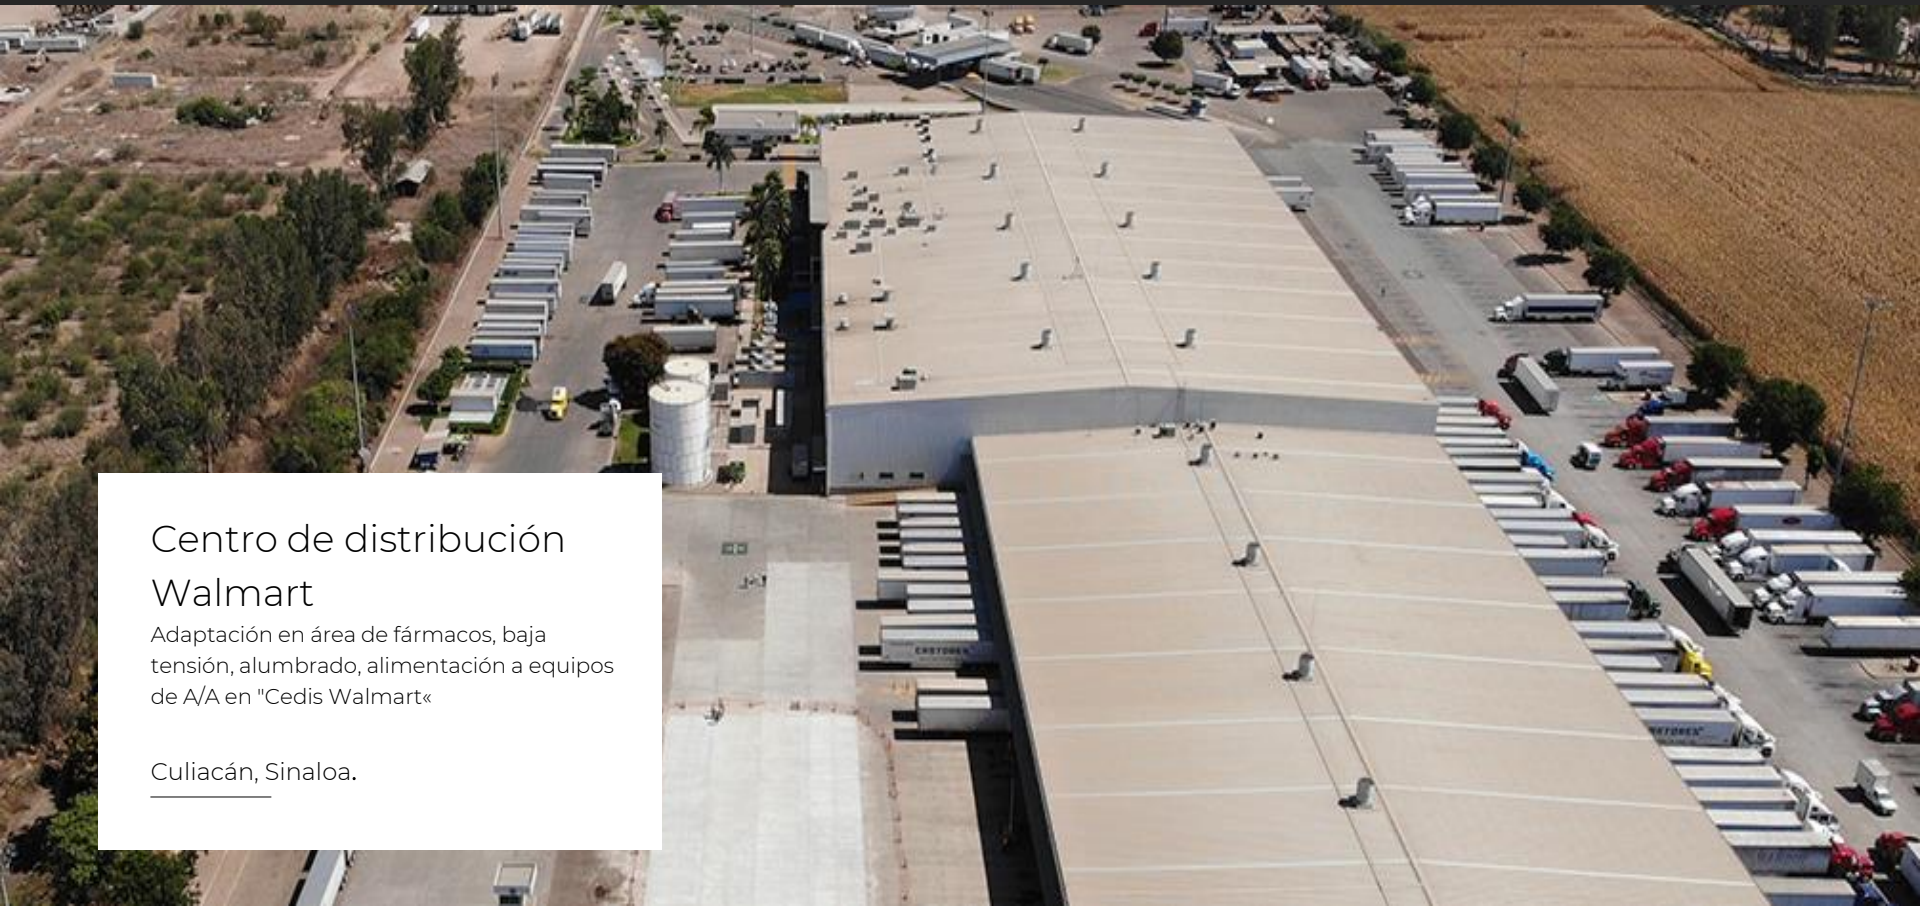 Centro de distribución
Walmart
Adaptación en área de fármacos, baja
tensión, alumbrado, alimentación a equipos
de A/A en "Cedis Walmart«
Culiacán, Sinaloa.
CASTORES